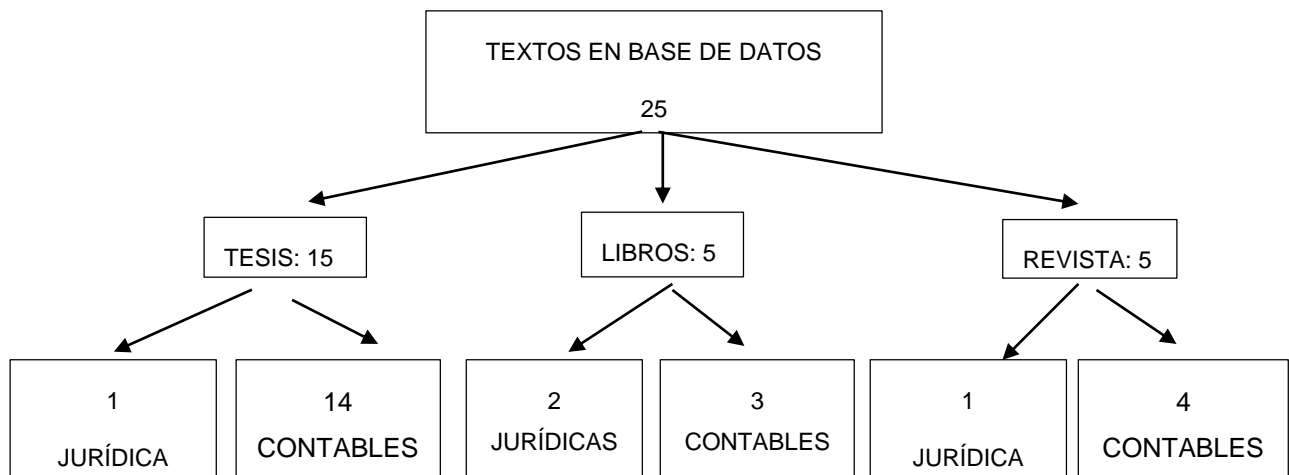 TEXTOS EN BASE DE DATOS
25
TESIS: 15
LIBROS: 5
REVISTA: 5
1
JURÍDICA
14
CONTABLES
2
JURÍDICAS
3
CONTABLES
1
JURÍDICA
4
CONTABLES